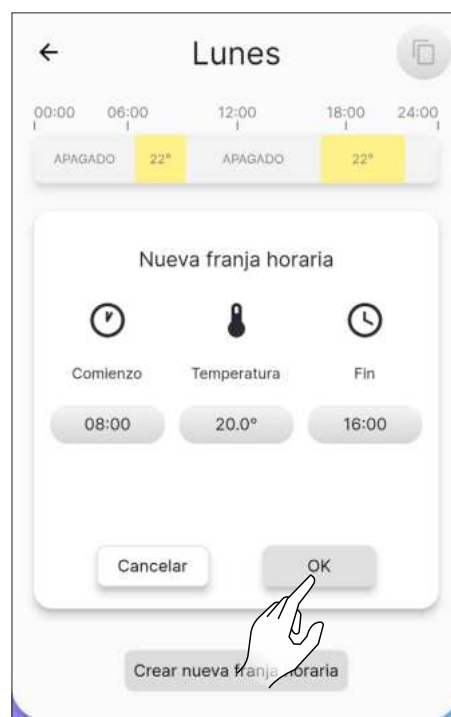 Lunes
00:00 06:00 12:00 18:00 24:00
APAGADO 22° APAGADO 22°
Nueva franja horaria
Comienzo Temperatura Fin
08:00 20.0° 16:00
Cancelar OK
Crear nueva franja horaria